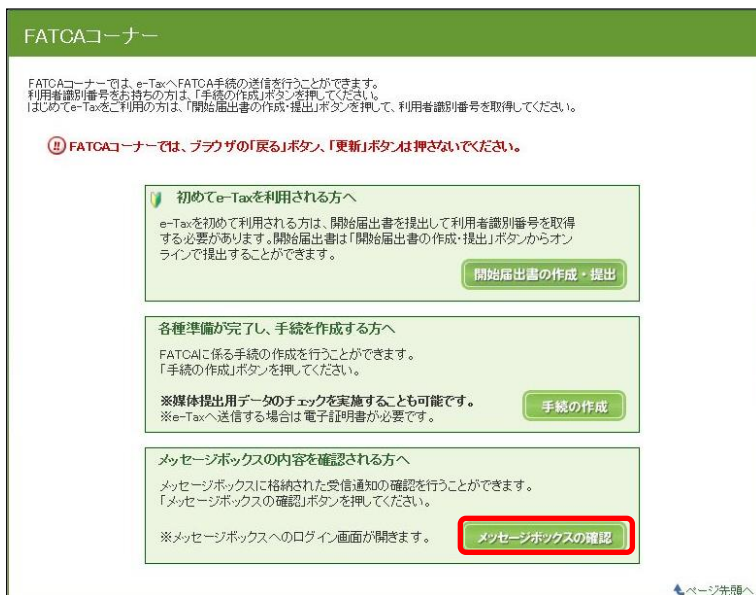 FATCAコーナー
FATCAコーナーでは、e-TaxへFATCA手続の送信を行うことができます。
利用者識別番号をお持ちの方は、「手続の作成」ボタンを押してください。
はじめてe-Taxをご利用の方は、「開始届出書の作成・提出」ボタンを押して、利用者識別番号を取得してください。
FATCAコーナーでは、ブラウザの「戻る」ボタン、「更新」ボタンは押さないでください。
初めてe-Taxを利用される方へ
e-Taxを初めて利用される方は、開始届出書を提出して利用者識別番号を取得
する必要があります。開始届出書は「開始届出書の作成・提出」ボタンからオン
ラインで提出することができます。
開始届出書の作成・提出
各種準備が完了し、手続を作成する方へ
FATCAに係る手続の作成を行うことができます。
「手続の作成」ボタンを押してください。
※媒体提出用データのチェックを実施することも可能です。
※e-Taxへ送信する場合は電子証明書が必要です。
手続の作成
メッセージボックスの内容を確認される方へ
メッセージボックスに格納された受信通知の確認を行うことができます。
「メッセージボックスの確認」ボタンを押してください。
※メッセージボックスへのログイン画面が開きます。
メッセージボックスの確認
ページ先頭へ